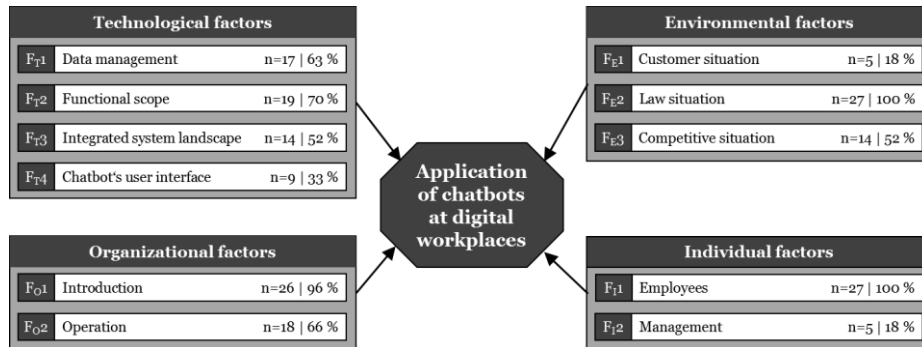 Technological factors
FT1 Data management n=17 | 63 %
FT2 Functional scope n=19 | 70 %
FT3 Integrated system landscape n=14 | 52 %
FT4 Chatbot's user interface n=9 | 33 %
Environmental factors
FE1 Customer situation n=5 | 18 %
FE2 Law situation n=27 | 100 %
FE3 Competitive situation n=14 | 52 %
Application
of chatbots
at digital
workplaces
Organizational factors
FO1 Introduction n=26 | 96 %
FO2 Operation n=18 | 66 %
Individual factors
FI1 Employees n=27 | 100 %
FI2 Management n=5 | 18 %